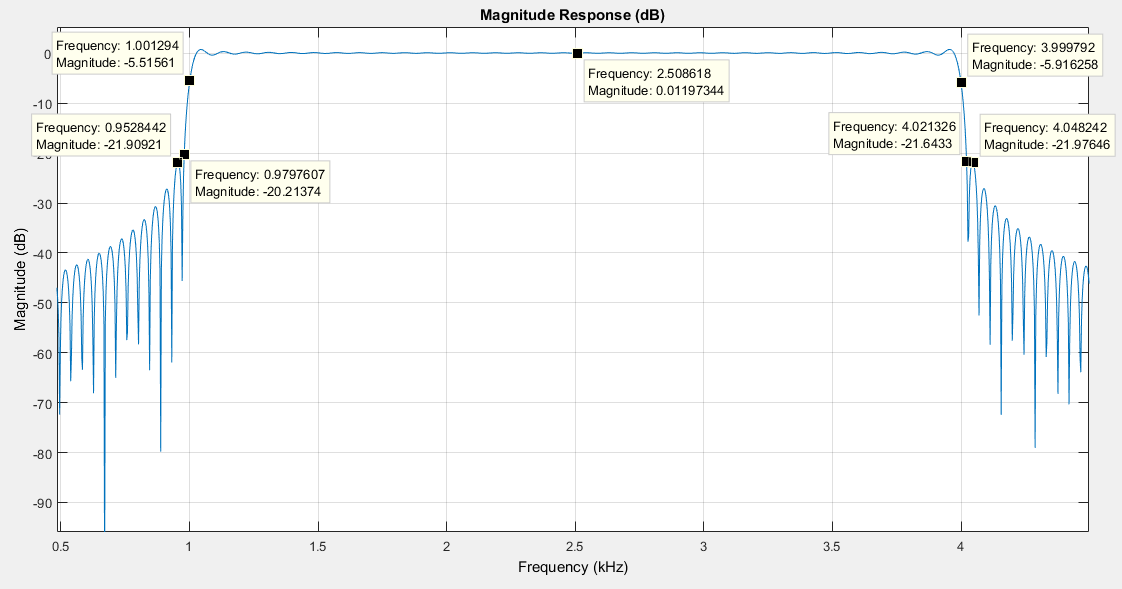 Magnitude Response (dB)
Frequency: 1.001294
Magnitude: -5.51561
Frequency: 3.999792
Magnitude: -5.916258
Frequency: 2.508618
Magnitude: 0.01197344
Frequency: 0.9528442
Magnitude: -21.90921
Frequency: 4.021326
Magnitude: -21.6433
Frequency: 4.048242
Magnitude: -21.97646
Frequency: 0.9797607
Magnitude: -20.21374
0
-10
-20
-30
-40
-50
-60
-70
-80
-90
Magnitude (dB)
0.5 1 1.5 2 2.5 3 3.5 4
Frequency (kHz)